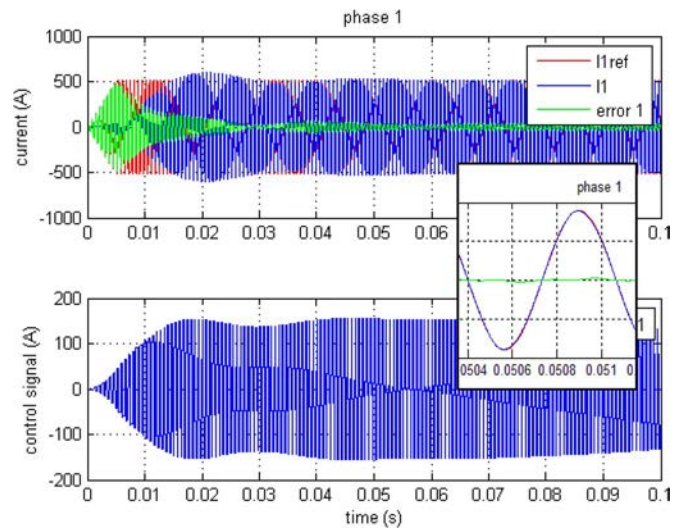 phase 1
1000
500
0
-500
-1000
current (A)
I1ref
I1
error 1
0 0.01 0.02 0.03 0.04 0.05 0.06 0.1
phase 1
0504 0.0506 0.0508 0.051 0
200
100
0
-100
-200
control signal (A)
1
0 0.01 0.02 0.03 0.04 0.05 0.06 0.07 0.08 0.09 0.1
time (s)